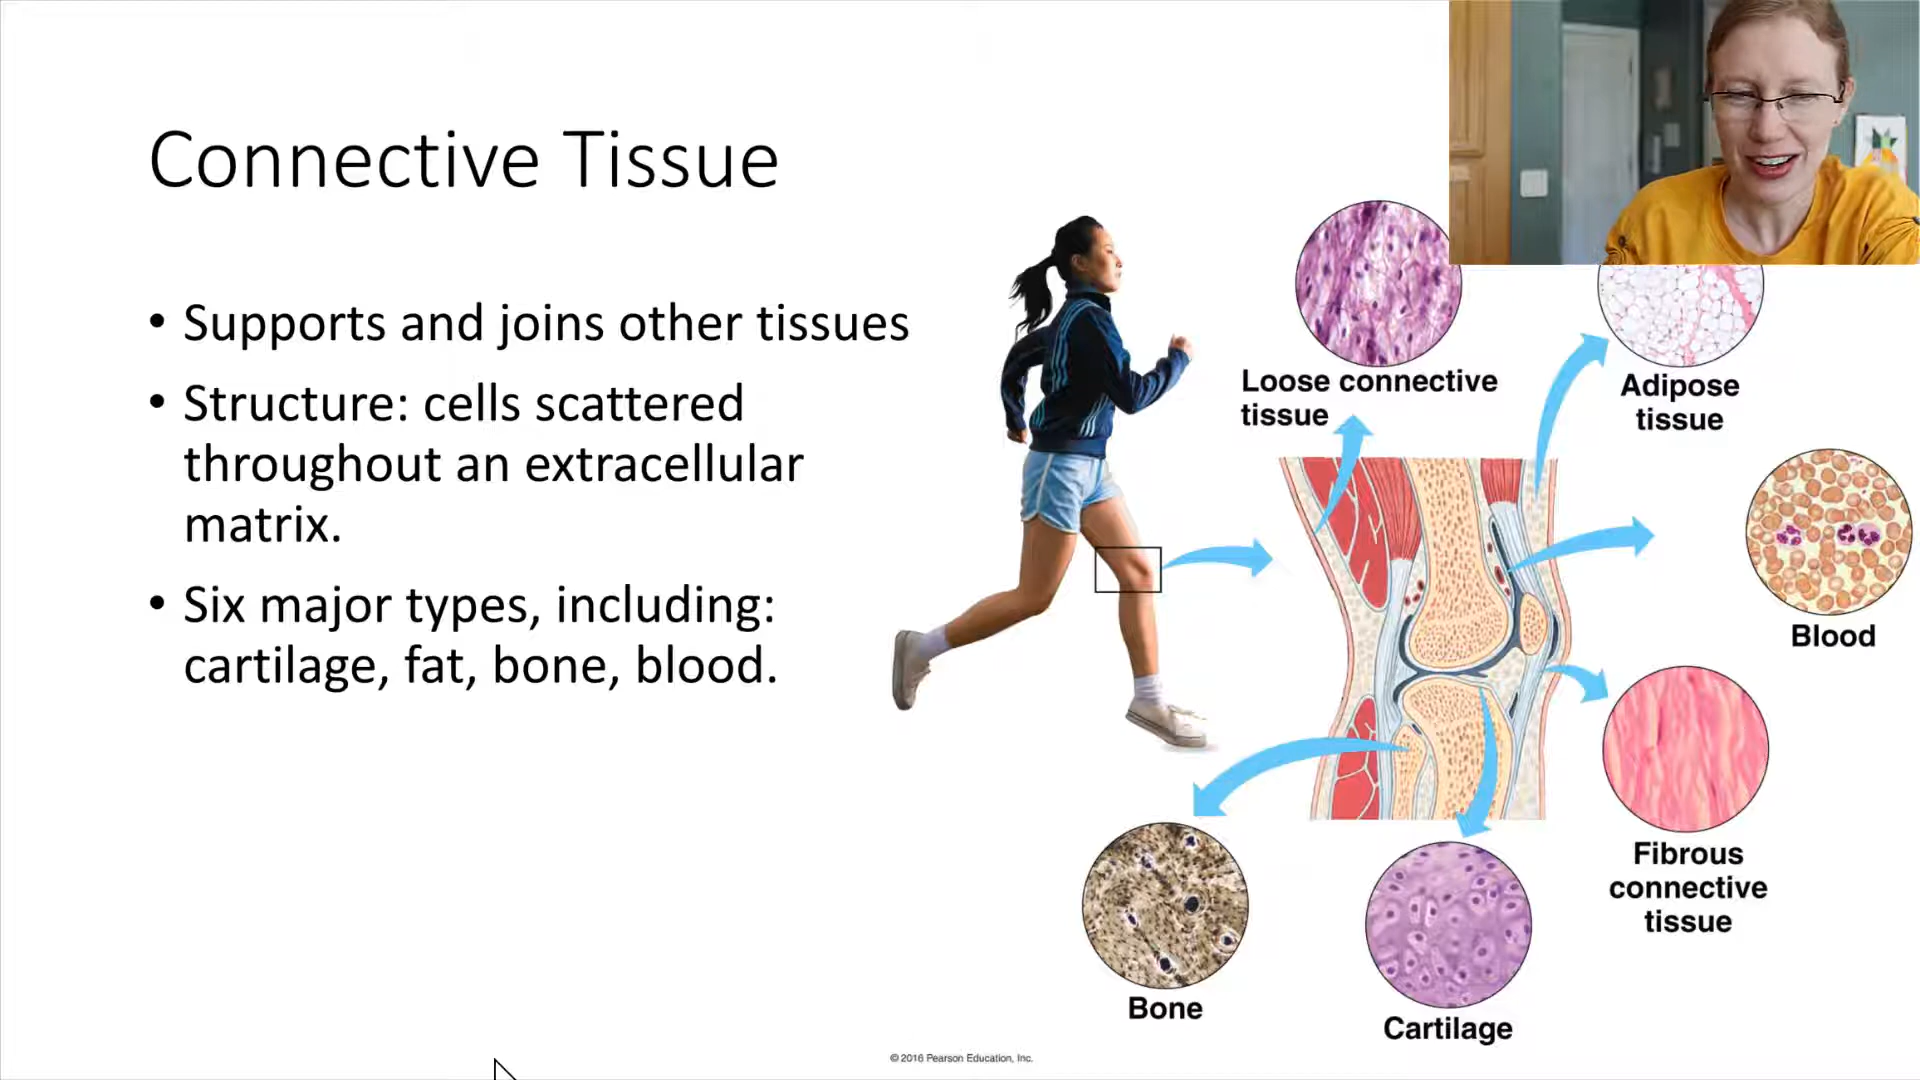 Connective Tissue
• Supports and joins other tissues
• Structure: cells scattered
throughout an extracellular
matrix.
• Six major types, including:
cartilage, fat, bone, blood.
Loose connective
tissue
Adipose
tissue
Blood
Fibrous
connective
tissue
Bone
Cartilage
© 2016 Pearson Education, Inc.